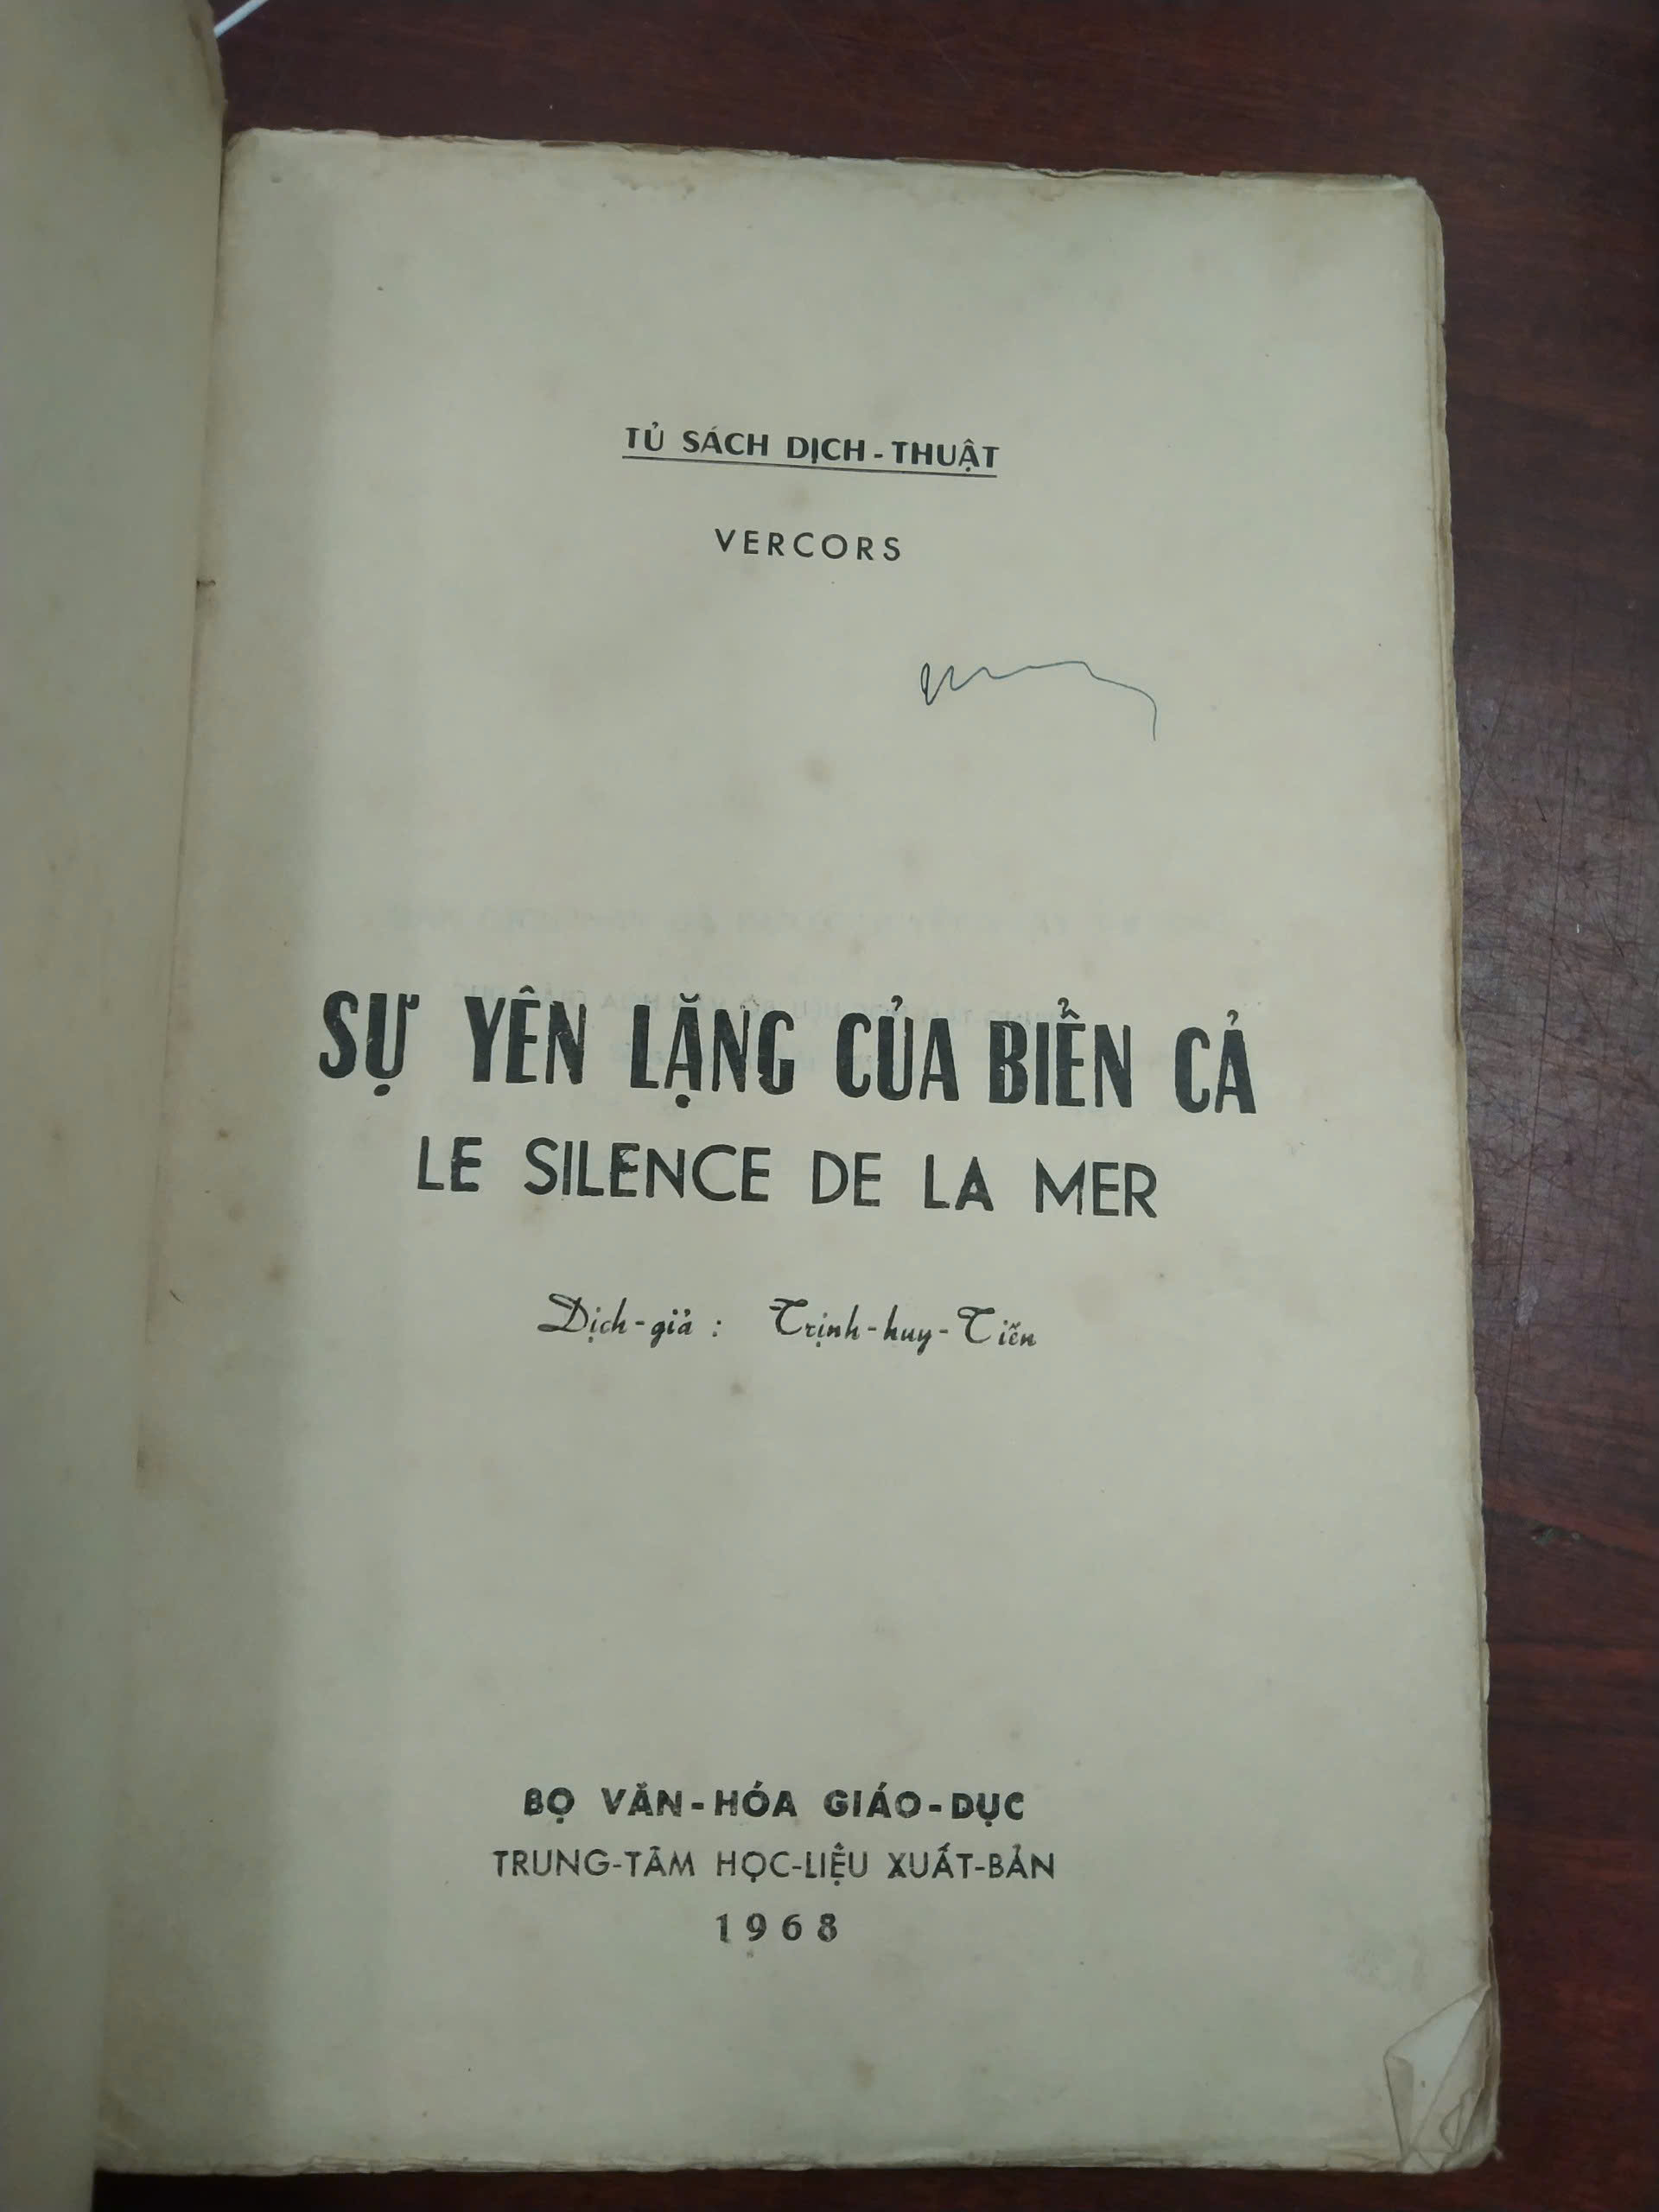 TỦ SÁCH DỊCH-THUẬT
VERCORS
SỰ YÊN LẶNG CỦA BIỂN CẢ
LE SILENCE DE LA MER
Dịch-giả : Trịnh-huy-Tiến
BỌ VĂN-HÓA GIÁO-DỤC
TRUNG-TÂM HỌC-LIỆU XUẤT-BẢN
1968